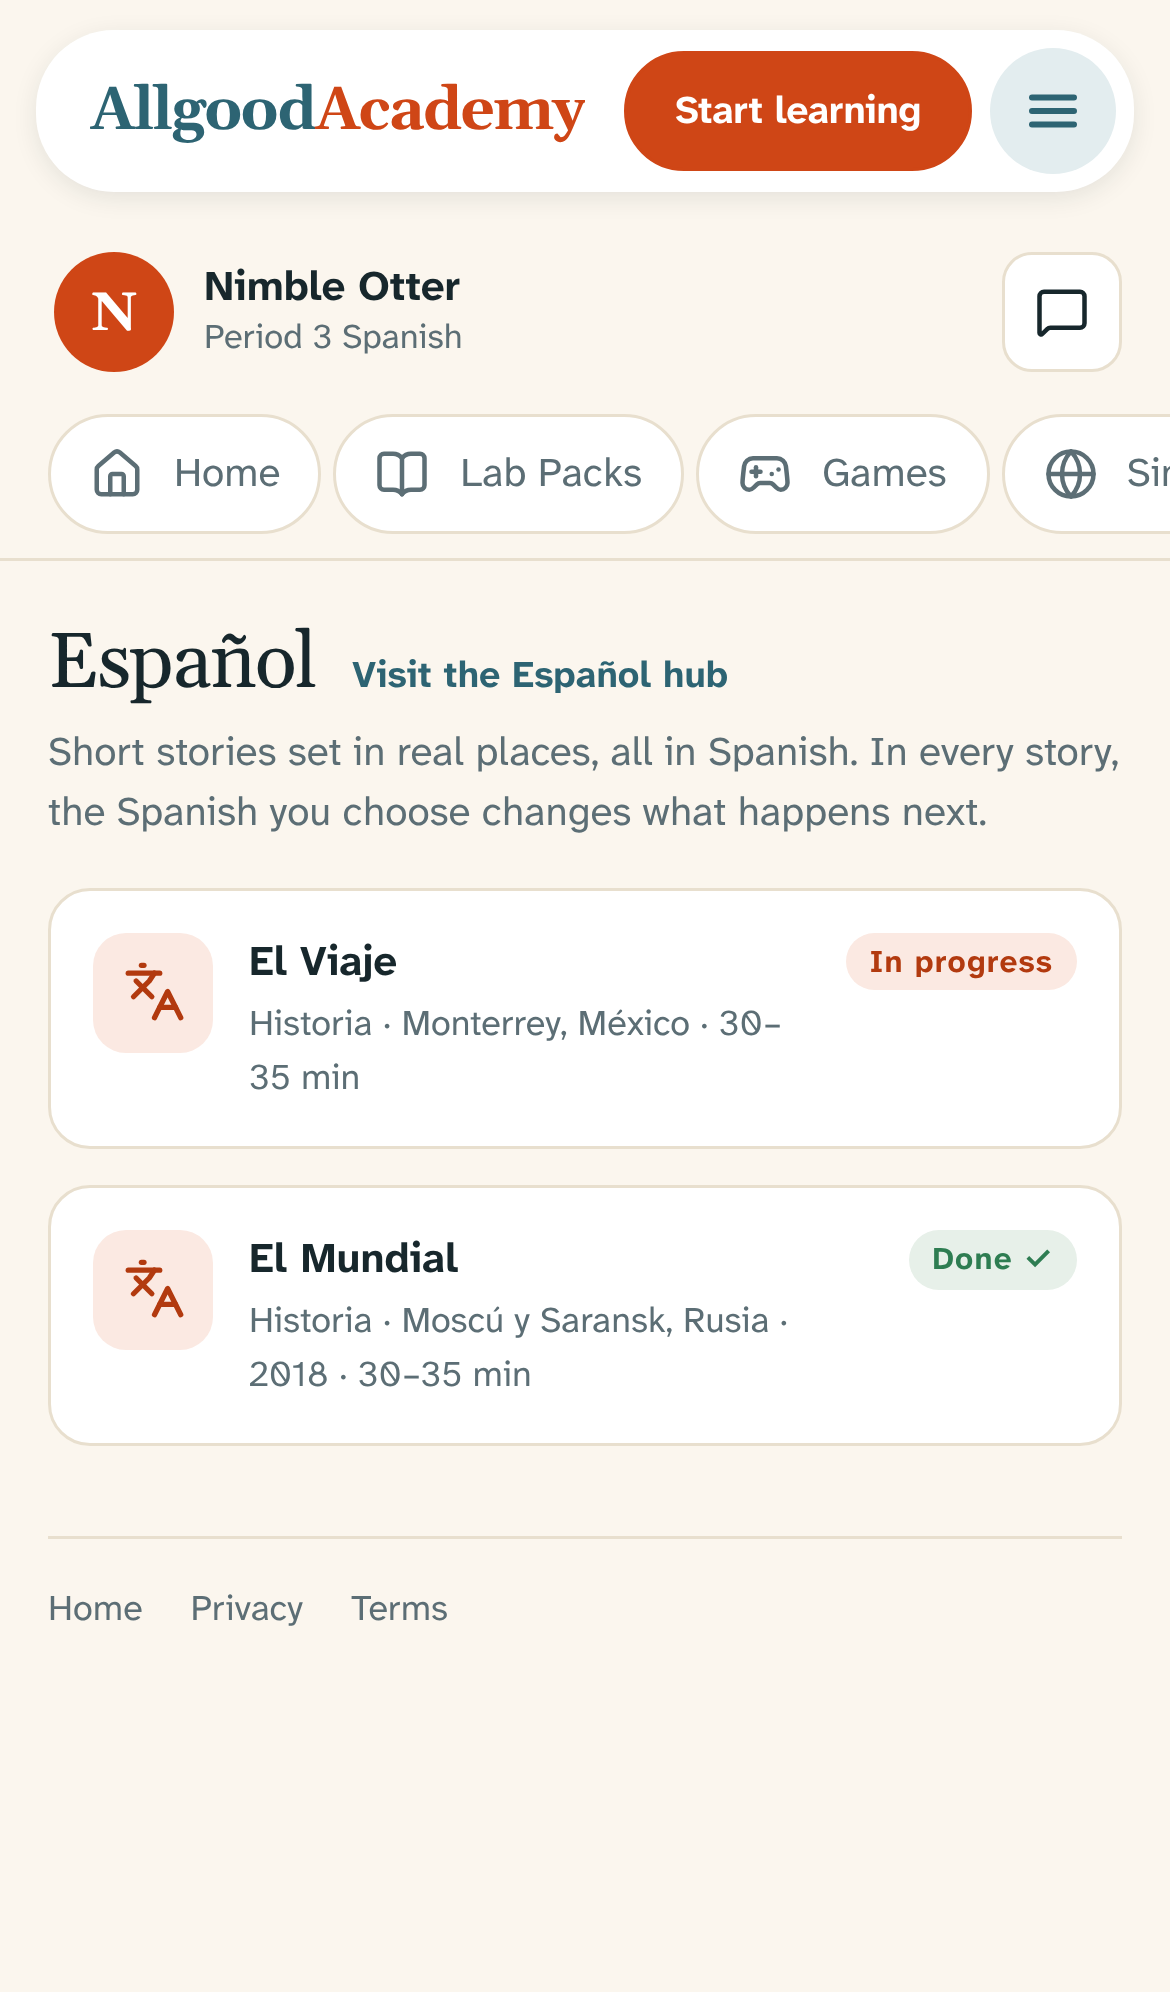 AllgoodAcademy
Start learning
N
Nimble Otter
Period 3 Spanish
Home
Lab Packs
Games
Español
Visit the Español hub
Short stories set in real places, all in Spanish. In every story,
the Spanish you choose changes what happens next.
El Viaje
In progress
Historia · Monterrey, México · 30–
35 min
El Mundial
Done ✓
Historia · Moscú y Saransk, Rusia ·
2018 · 30–35 min
Home
Privacy
Terms